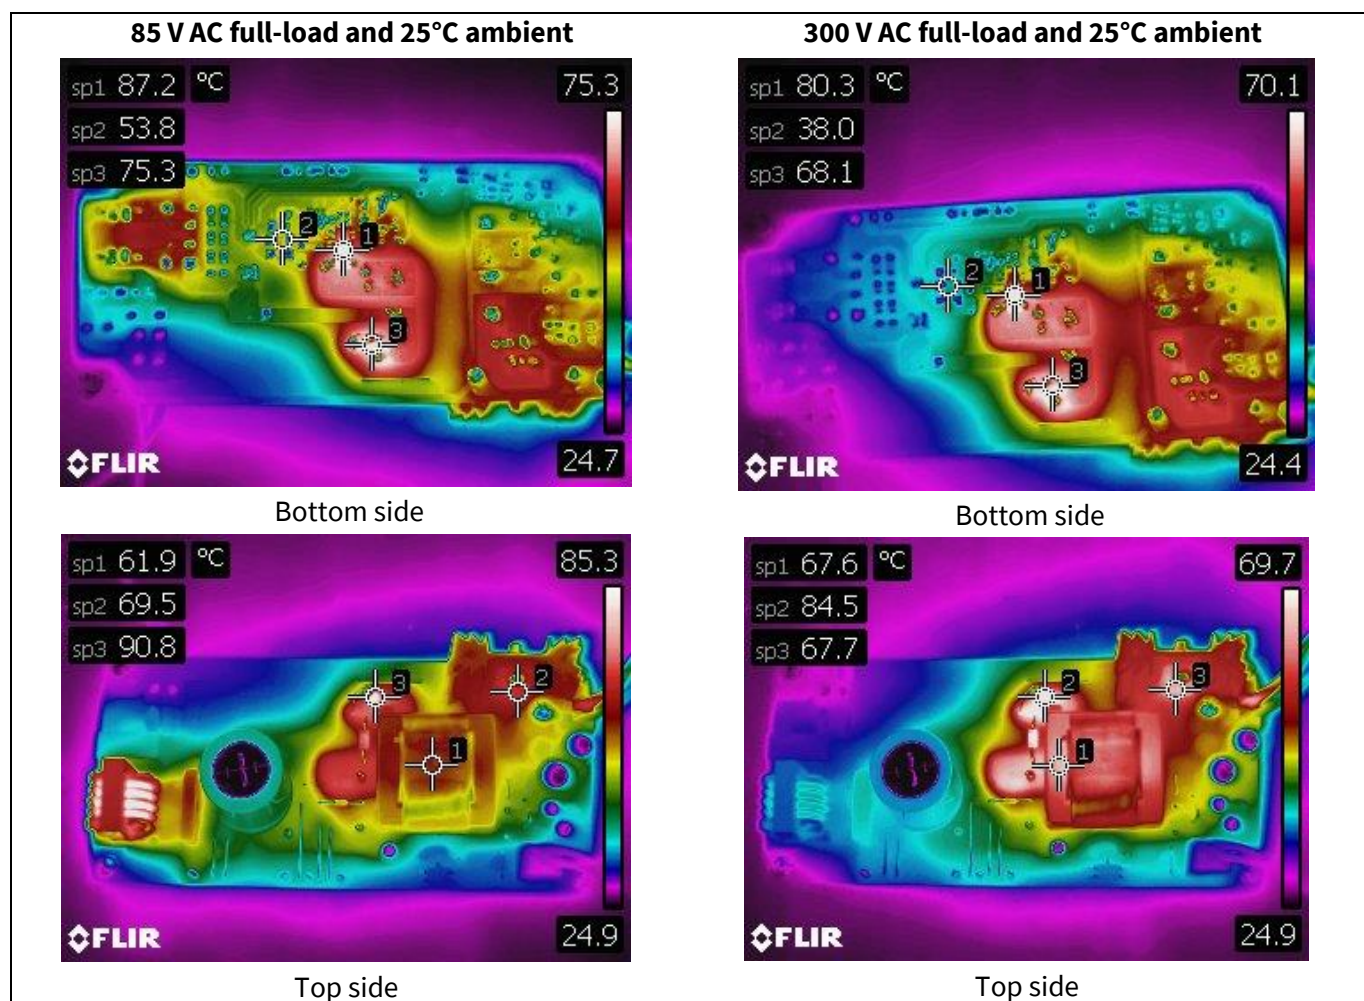 85 V AC full-load and 25°C ambient
300 V AC full-load and 25°C ambient
sp1 87.2 °C
75.3
sp2 53.8
sp3 75.3
2
1
3
FLIR
24.7
Bottom side
sp1 80.3 °C
70.1
sp2 38.0
sp3 68.1
2
1
3
FLIR
24.4
Bottom side
sp1 61.9 °C
85.3
sp2 69.5
sp3 90.8
3
2
1
FLIR
24.9
Top side
sp1 67.6 °C
69.7
sp2 84.5
sp3 67.7
2
3
1
FLIR
24.9
Top side